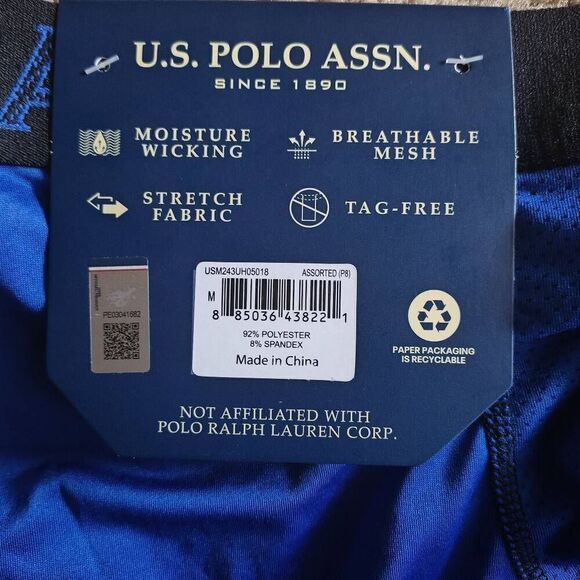 A
U.S. POLO ASSN.
SINCE 1890
MOISTURE
WICKING
BREATHABLE
MESH
STRETCH
FABRIC
TAG-FREE
USM243UH05018 ASSORTED (P8)
M
8 85036 43822 1
92% POLYESTER
8% SPANDEX
Made in China
PE03041682
PAPER PACKAGING
IS RECYCLABLE
NOT AFFILIATED WITH
POLO RALPH LAUREN CORP.